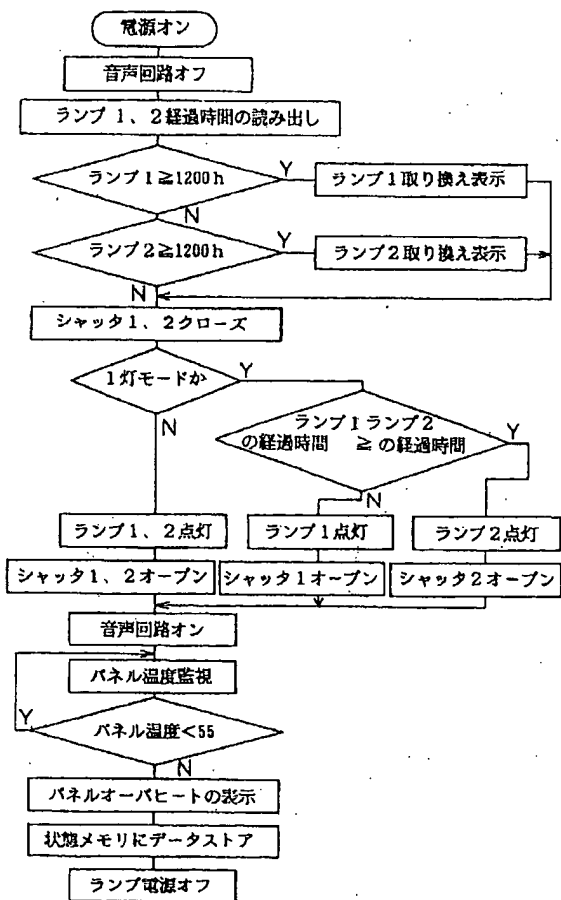 電源オン
音声回路オフ
ランプ 1、2経過時間の読み出し
ランプ1≧1200h
Y
ランプ1取り換え表示
N
ランプ2≧1200h
Y
ランプ2取り換え表示
N
シャッタ1、2クローズ
1灯モードか
Y
N
ランプ1ランプ2
の経過時間 ≧の経過時間
Y
N
ランプ1、2点灯
ランプ1点灯
ランプ2点灯
シャッタ1、2オープン
シャッタ1オープン
シャッタ2オープン
音声回路オン
パネル温度監視
Y
パネル温度<55
N
パネルオーバヒートの表示
状態メモリにデータストア
ランプ電源オフ